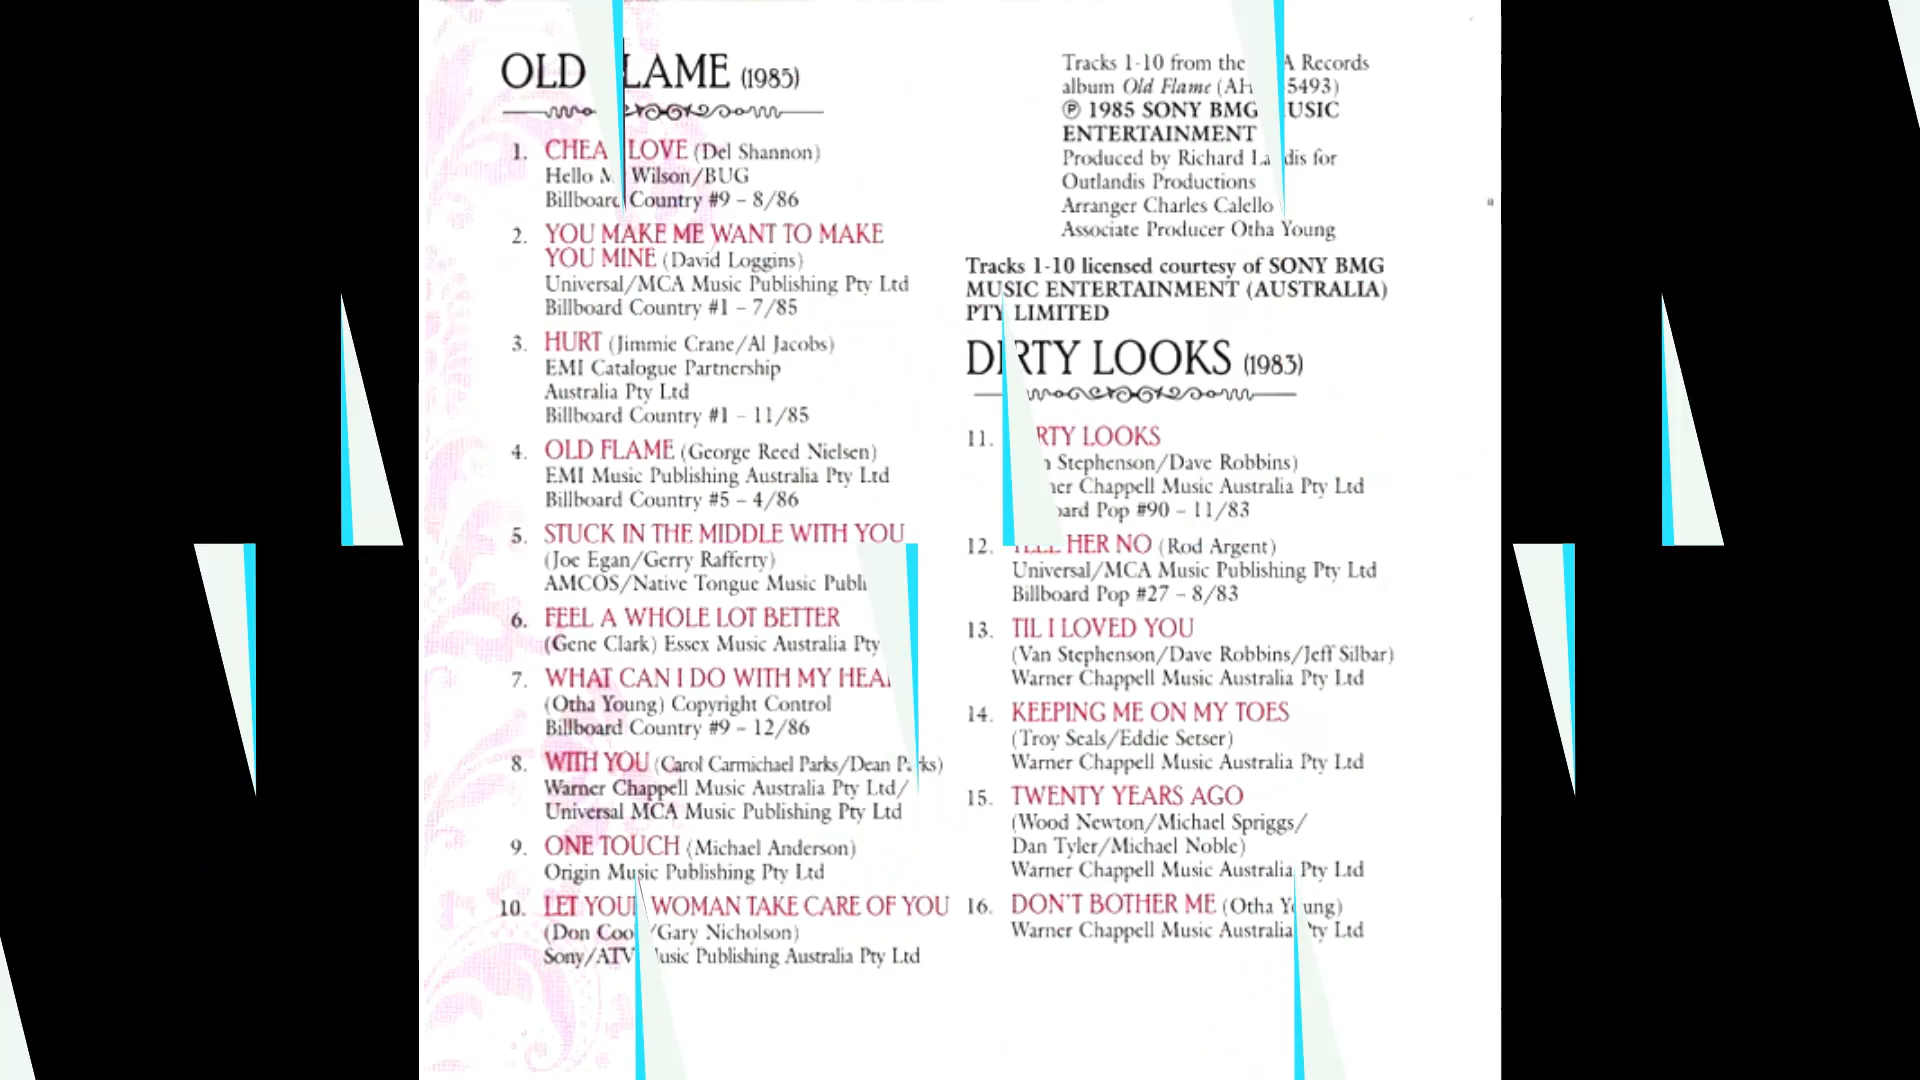 OLD LAME (1985)
1. CHEA LOVE (Del Shannon)
Hello M Wilson/BUG
Billboard Country #9 – 8/86
2. YOU MAKE ME WANT TO MAKE
YOU MINE (David Loggins)
Universal/MCA Music Publishing Pty Ltd
Billboard Country #1 – 7/85
3. HURT (Jimmie Crane/Al Jacobs)
EMI Catalogue Partnership
Australia Pty Ltd
Billboard Country #1 – 11/85
4. OLD FLAME (George Reed Nielsen)
EMI Music Publishing Australia Pty Ltd
Billboard Country #5 – 4/86
5. STUCK IN THE MIDDLE WITH YOU
(Joe Egan/Gerry Rafferty)
AMCOS/Native Tongue Music Publi
6. FEEL A WHOLE LOT BETTER
(Gene Clark) Essex Music Australia Pty
7. WHAT CAN I DO WITH MY HEA
(Otha Young) Copyright Control
Billboard Country #9 – 12/86
8. WITH YOU (Carol Carmichael Parks/Dean Parks)
Warner Chappell Music Australia Pty Ltd/
Universal MCA Music Publishing Pty Ltd
9. ONE TOUCH (Michael Anderson)
Origin Music Publishing Pty Ltd
10. LET YOUR WOMAN TAKE CARE OF YOU
(Don Coo /Gary Nicholson)
Sony/ATV Music Publishing Australia Pty Ltd
Tracks 1-10 from the A Records
album Old Flame (AH 5493)
℗ 1985 SONY BMG MUSIC
ENTERTAINMENT
Produced by Richard Landis for
Outlandis Productions
Arranger Charles Calello
Associate Producer Otha Young
Tracks 1-10 licensed courtesy of SONY BMG
MUSIC ENTERTAINMENT (AUSTRALIA)
PTY LIMITED
DIRTY LOOKS (1983)
11. RTY LOOKS
n Stephenson/Dave Robbins)
ner Chappell Music Australia Pty Ltd
oard Pop #90 – 11/83
12. TELL HER NO (Rod Argent)
Universal/MCA Music Publishing Pty Ltd
Billboard Pop #27 – 8/83
13. TIL I LOVED YOU
(Van Stephenson/Dave Robbins/Jeff Silbar)
Warner Chappell Music Australia Pty Ltd
14. KEEPING ME ON MY TOES
(Troy Seals/Eddie Setser)
Warner Chappell Music Australia Pty Ltd
15. TWENTY YEARS AGO
(Wood Newton/Michael Spriggs/
Dan Tyler/Michael Noble)
Warner Chappell Music Australia Pty Ltd
16. DON'T BOTHER ME (Otha Young)
Warner Chappell Music Australia Pty Ltd